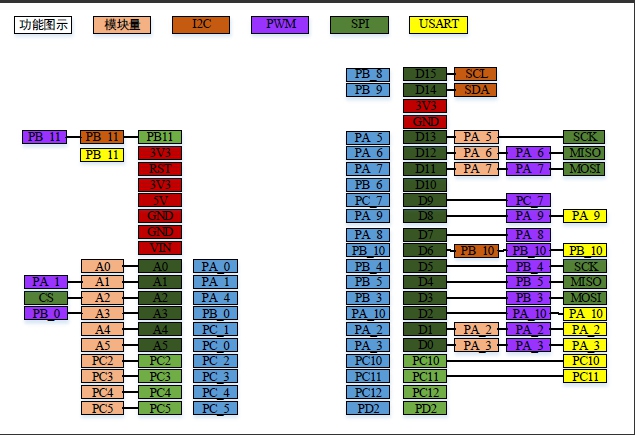 功能图示 模块量 I2C PWM SPI USART
PB_8 D15 SCL
PB_9 D14 SDA
3V3
GND
PB_11 PB_11 PB11 PA_5 D13 PA_5 SCK
PB_11 3V3 PA_6 D12 PA_6 PA_6 MISO
RST PA_7 D11 PA_7 PA_7 MOSI
3V3 PB_6 D10
5V PC_7 D9 PC_7
GND PA_9 D8 PA_9 PA_9
GND PA_8 D7 PA_8
VIN PB_10 D6 PB_10 PB_10 PB_10
A0 A0 PA_0 PB_4 D5 PB_4 SCK
PA_1 A1 A1 PA_1 PB_5 D4 PB_5 MISO
CS A2 A2 PA_4 PB_3 D3 PB_3 MOSI
PB_0 A3 A3 PB_0 PA_10 D2 PA_10 PA_10
A4 A4 PC_1 PA_2 D1 PA_2 PA_2 PA_2
A5 A5 PC_0 PA_3 D0 PA_3 PA_3 PA_3
PC2 PC2 PC_2 PC10 PC10 PC10
PC3 PC3 PC_3 PC11 PC11 PC11
PC4 PC4 PC_4 PC12 PC12
PC5 PC5 PC_5 PD2 PD2